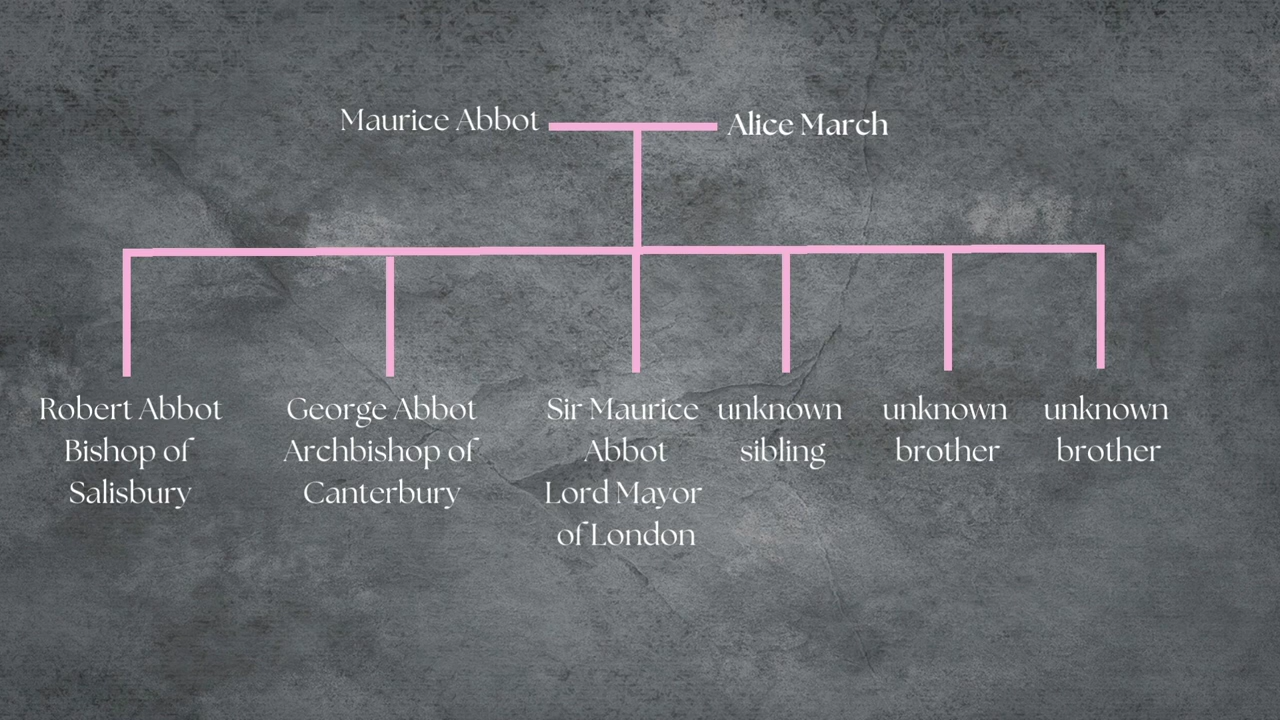 Maurice Abbot
Alice March
Robert Abbot
Bishop of
Salisbury
George Abbot
Archbishop of
Canterbury
Sir Maurice
Abbot
Lord Mayor
of London
unknown
sibling
unknown
brother
unknown
brother